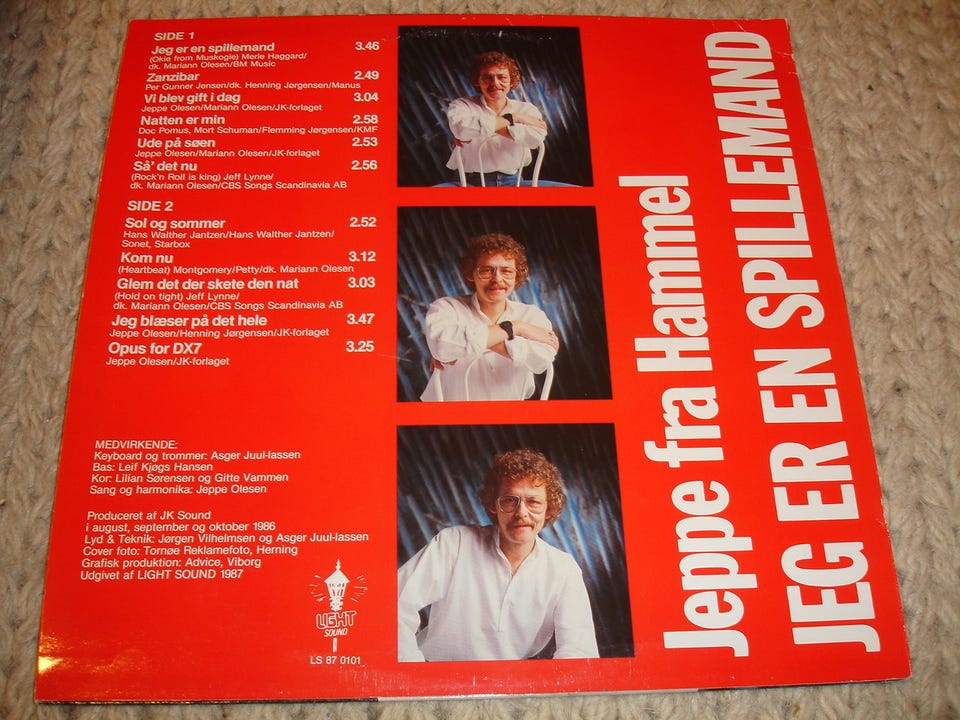 SIDE 1
Jeg er en spillemand 3.46
(Okie from Muskogie) Merle Haggard/
dk. Mariann Olesen/BM Music
Zanzibar 2.49
Per Gunner Jensen/dk. Henning Jørgensen/Manus
Vi blev gift i dag 3.04
Jeppe Olesen/Mariann Olesen/JK-forlaget
Natten er min 2.58
Doc Pomus, Mort Schuman/Flemming Jørgensen/KMF
Ude på søen 2.53
Jeppe Olesen/Mariann Olesen/JK-forlaget
Så' det nu 2.56
(Rock'n Roll is king) Jeff Lynne/
dk. Mariann Olesen/CBS Songs Scandinavia AB
SIDE 2
Sol og sommer 2.52
Hans Walther Jantzen/Hans Walther Jantzen/
Sonet, Starbox
Kom nu 3.12
(Heartbeat) Montgomery/Petty/dk. Mariann Olesen
Glem det der skete den nat 3.03
(Hold on tight) Jeff Lynne/
dk. Mariann Olesen/CBS Songs Scandinavia AB
Jeg blæser på det hele 3.47
Jeppe Olesen/Henning Jørgensen/JK-forlaget
Opus for DX7 3.25
Jeppe Olesen/JK-forlaget
MEDVIRKENDE:
Keyboard og trommer: Asger Juul-lassen
Bas: Leif Kjøgs Hansen
Kor: Lilian Sørensen og Gitte Vammen
Sang og harmonika: Jeppe Olesen
Produceret af JK Sound
i august, september og oktober 1986
Lyd & Teknik: Jørgen Vilhelmsen og Asger Juul-lassen
Cover foto: Tornøe Reklamefoto, Herning
Grafisk produktion: Advice, Viborg
Udgivet af LIGHT SOUND 1987
LIGHT
SOUND
LS 87 0101
Jeppe fra Hammel
JEG ER EN SPILLEMAND